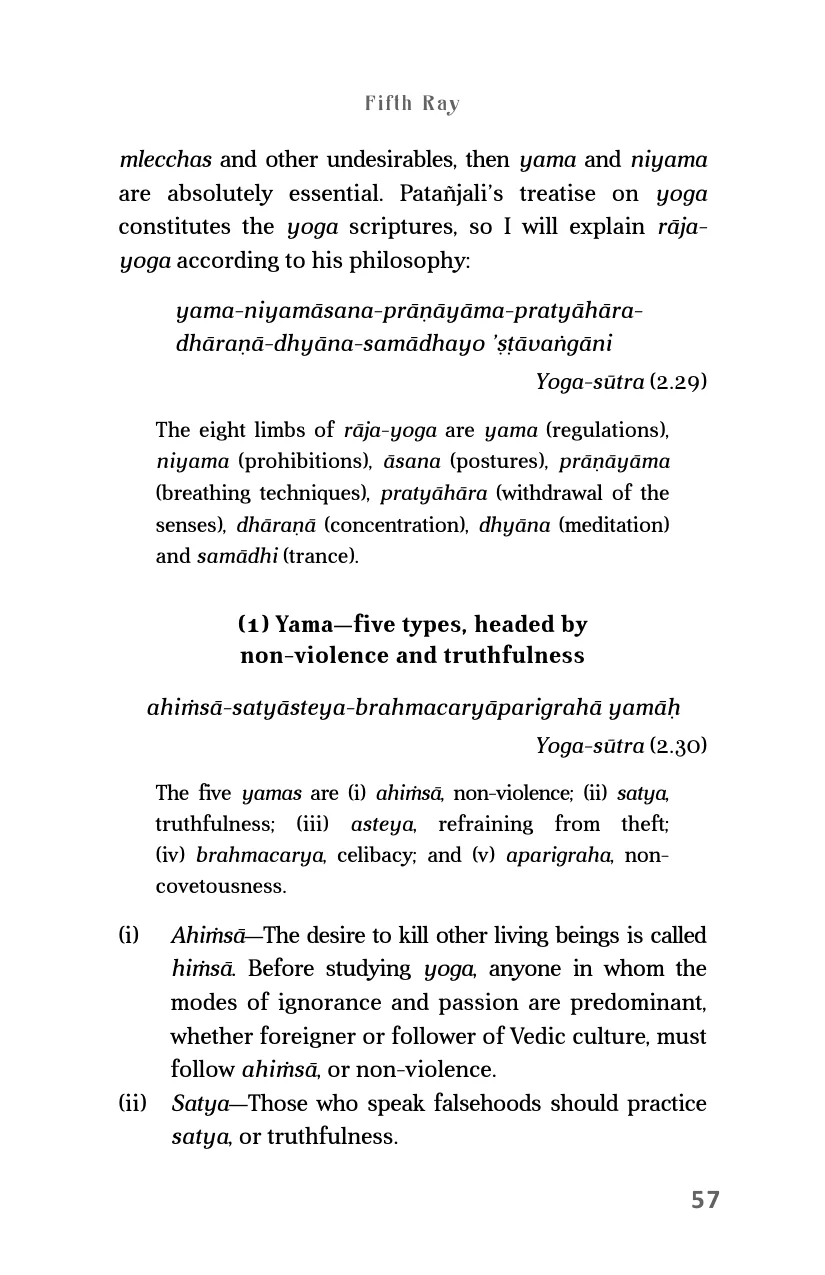 Fifth Ray
mlecchas and other undesirables, then yama and niyama
are absolutely essential. Patañjali’s treatise on yoga
constitutes the yoga scriptures, so I will explain rāja-
yoga according to his philosophy:
yama-niyamāsana-prāṇāyāma-pratyāhāra-
dhāraṇā-dhyāna-samādhayo ’ṣṭāvaṅgāni
Yoga-sūtra (2.29)
The eight limbs of rāja-yoga are yama (regulations),
niyama (prohibitions), āsana (postures), prāṇāyāma
(breathing techniques), pratyāhāra (withdrawal of the
senses), dhāraṇā (concentration), dhyāna (meditation)
and samādhi (trance).
(1) Yama—five types, headed by
non-violence and truthfulness
ahiṁsā-satyāsteya-brahmacaryāparigrahā yamāḥ
Yoga-sūtra (2.30)
The five yamas are (i) ahiṁsā, non-violence; (ii) satya,
truthfulness; (iii) asteya, refraining from theft;
(iv) brahmacarya, celibacy; and (v) aparigraha, non-
covetousness.
(i) Ahiṁsā—The desire to kill other living beings is called
hiṁsā. Before studying yoga, anyone in whom the
modes of ignorance and passion are predominant,
whether foreigner or follower of Vedic culture, must
follow ahiṁsā, or non-violence.
(ii) Satya—Those who speak falsehoods should practice
satya, or truthfulness.
57